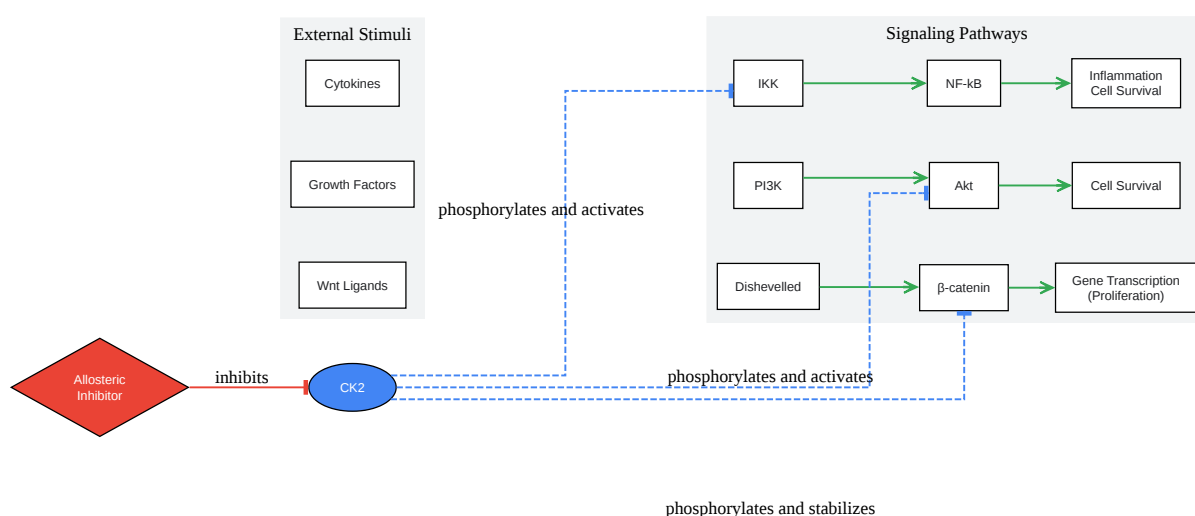 External Stimuli
Cytokines
Growth Factors
Wnt Ligands
Signaling Pathways
IKK
NF-kB
Inflammation
Cell Survival
PI3K
Akt
Cell Survival
Dishevelled
β-catenin
Gene Transcription
(Proliferation)
phosphorylates and activates
Allosteric
Inhibitor
inhibits
CK2
phosphorylates and activates
phosphorylates and stabilizes